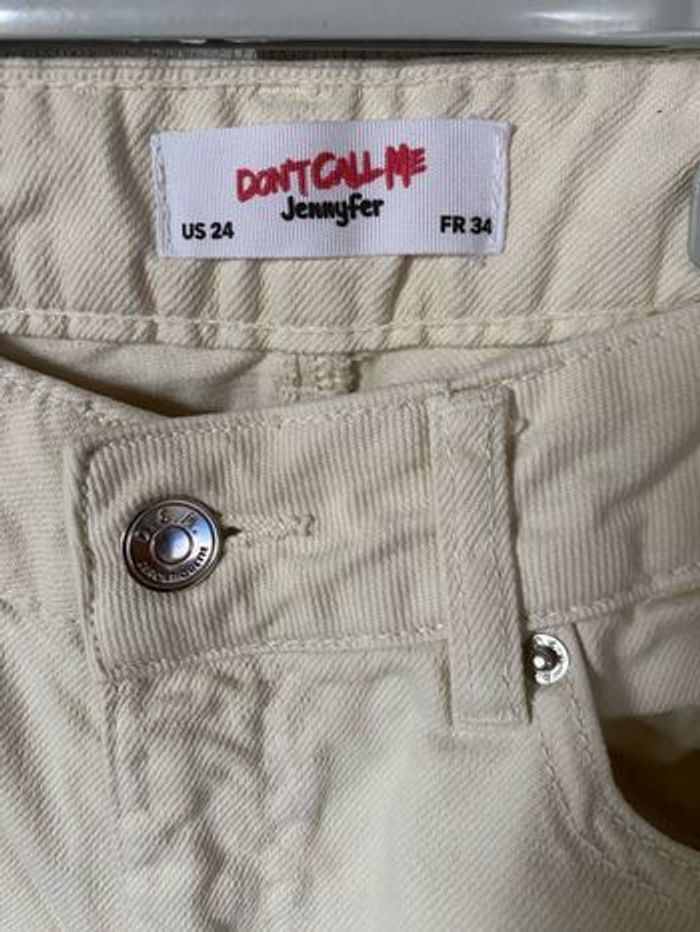 DON'T CALL ME
Jennyfer
US 24
FR 34